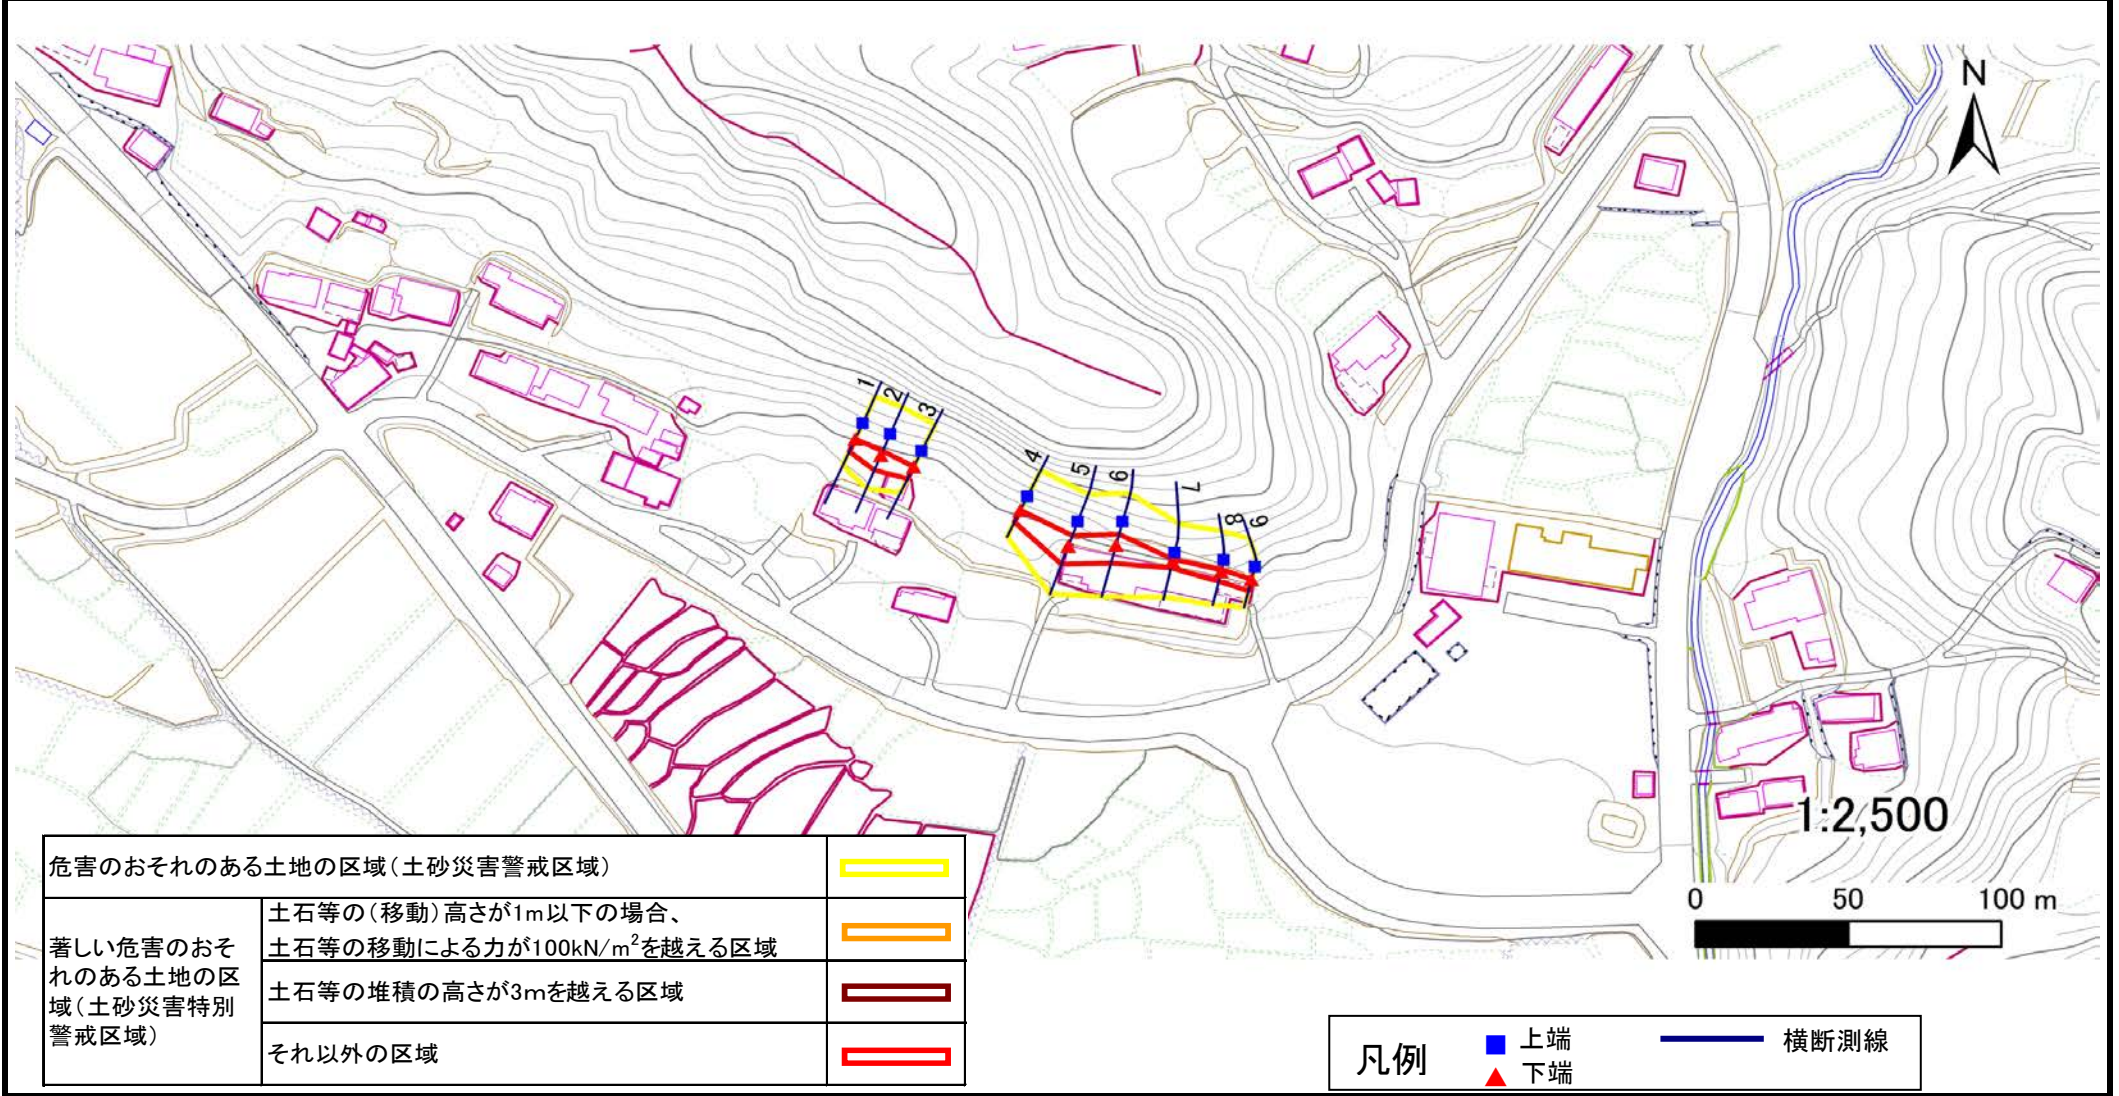 N
1
2
3
4
5
6
7
8
9
1:2,500
0 50 100 m
危害のおそれのある土地の区域(土砂災害警戒区域)
著しい危害のおそ
れのある土地の区
域(土砂災害特別
警戒区域)
土石等の(移動)高さが1m以下の場合、
土石等の移動による力が100kN/m²を越える区域
土石等の堆積の高さが3mを越える区域
それ以外の区域
凡例
上端
下端
横断測線